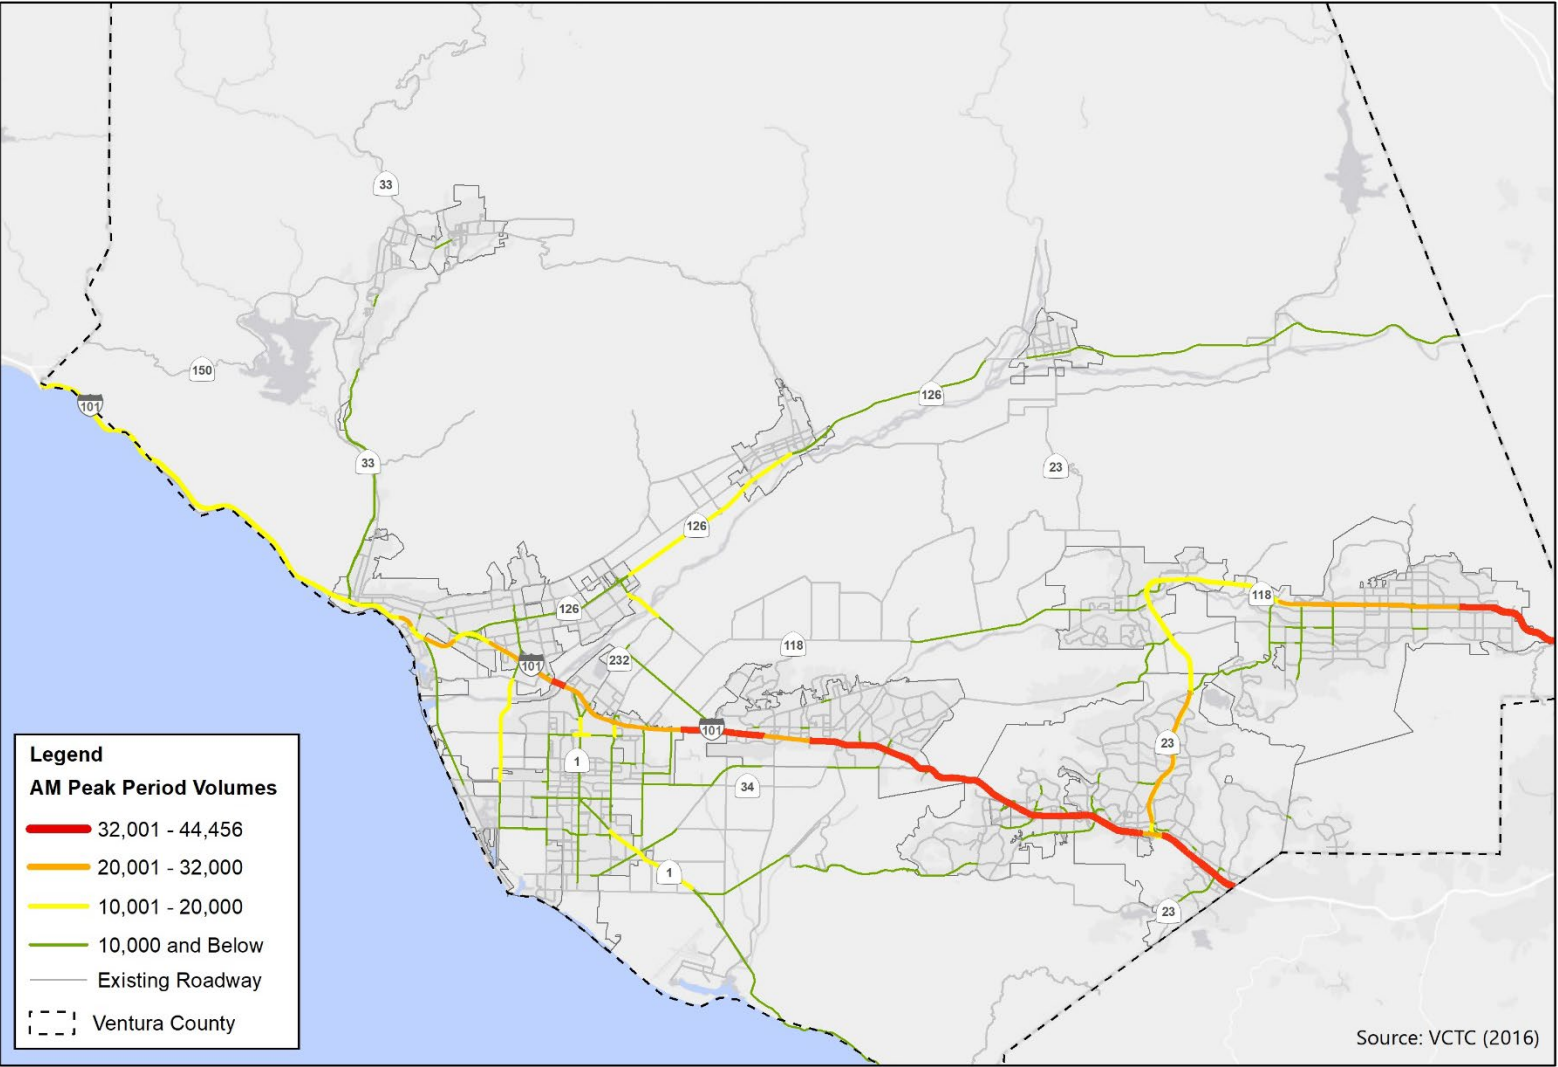 33
150
101
126
33
23
126
118
126
118
232
101
101
23
1
34
1
23
Legend
AM Peak Period Volumes
32,001 - 44,456
20,001 - 32,000
10,001 - 20,000
10,000 and Below
Existing Roadway
Ventura County
Source: VCTC (2016)